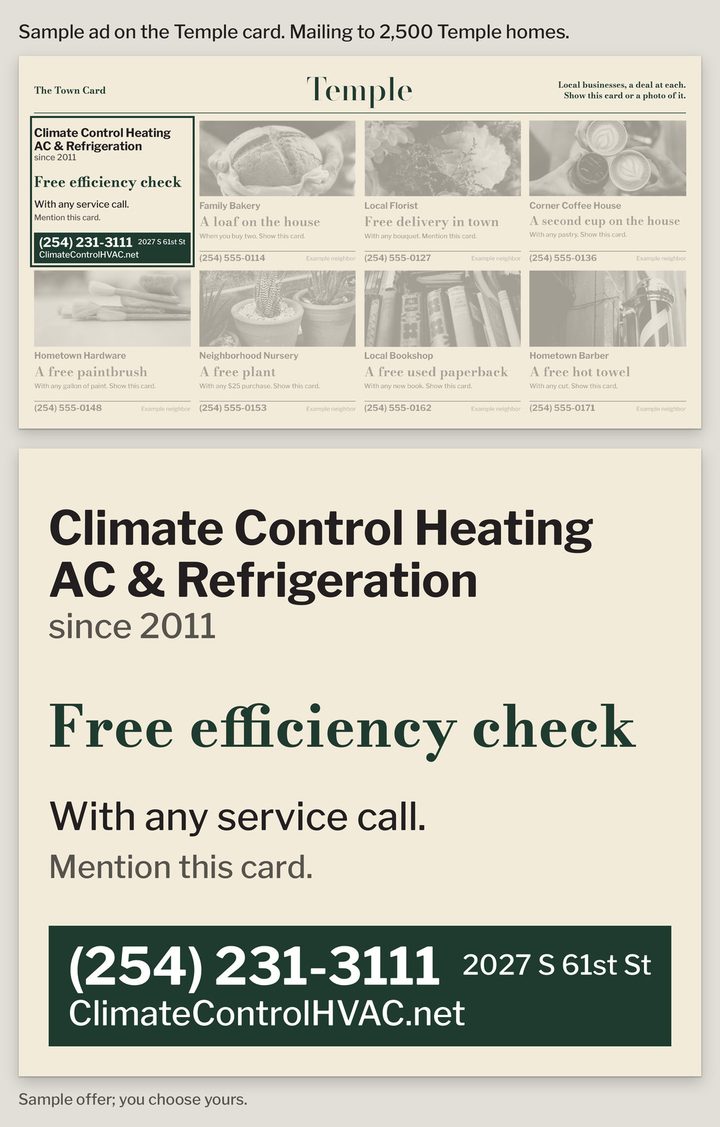 Sample ad on the Temple card. Mailing to 2,500 Temple homes.
The Town Card
Temple
Local businesses, a deal at each.
Show this card or a photo of it.
Climate Control Heating
AC & Refrigeration
since 2011
Free efficiency check
With any service call.
Mention this card.
(254) 231-3111 2027 S 61st St
ClimateControlHVAC.net
Family Bakery
A loaf on the house
When you buy two. Show this card.
(254) 555-0114 Example neighbor
Local Florist
Free delivery in town
With any bouquet. Mention this card.
(254) 555-0127 Example neighbor
Corner Coffee House
A second cup on the house
With any pastry. Show this card.
(254) 555-0136 Example neighbor
Hometown Hardware
A free paintbrush
With any gallon of paint. Show this card.
(254) 555-0148 Example neighbor
Neighborhood Nursery
A free plant
With any $25 purchase. Show this card.
(254) 555-0153 Example neighbor
Local Bookshop
A free used paperback
With any new book. Show this card.
(254) 555-0162 Example neighbor
Hometown Barber
A free hot towel
With any cut. Show this card.
(254) 555-0171 Example neighbor
Climate Control Heating
AC & Refrigeration
since 2011
Free efficiency check
With any service call.
Mention this card.
(254) 231-3111 2027 S 61st St
ClimateControlHVAC.net
Sample offer; you choose yours.